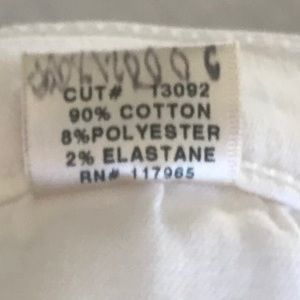 CUT# 13092
90% COTTON
8%POLYESTER
2% ELASTANE
RN# 117965